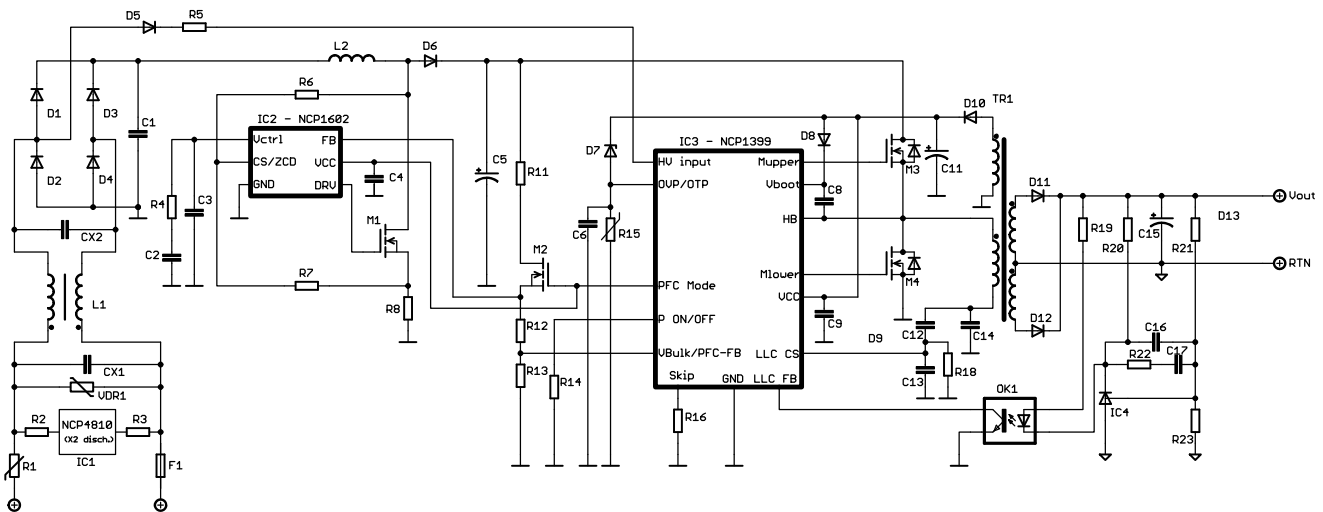 D5
R5
L2
D6
R6
TR1
D10
D1
D3
C1
IC2 - NCP1602
Vctrl
FB
CS/ZCD
VCC
GND
DRV
C4
D7
IC3 - NCP1399
D8
M3
C11
HV input
Mupper
OVP/OTP
Vboot
HB
Mlower
PFC Mode
VCC
P ON/OFF
VBulk/PFC-FB
LLC CS
Skip
GND
LLC FB
D2
D4
C5
R11
C8
D11
Vout
R4
C3
CX2
M1
C6
R15
R19
R20
C15
R21
D13
C2
M2
RTN
R7
M4
L1
R8
R12
C9
D9
C12
C14
D12
C16
CX1
R13
R14
C13
R18
R22
C17
VDR1
OK1
IC4
R2
NCP4810
(X2 disch.)
R3
IC1
R16
R23
R1
F1